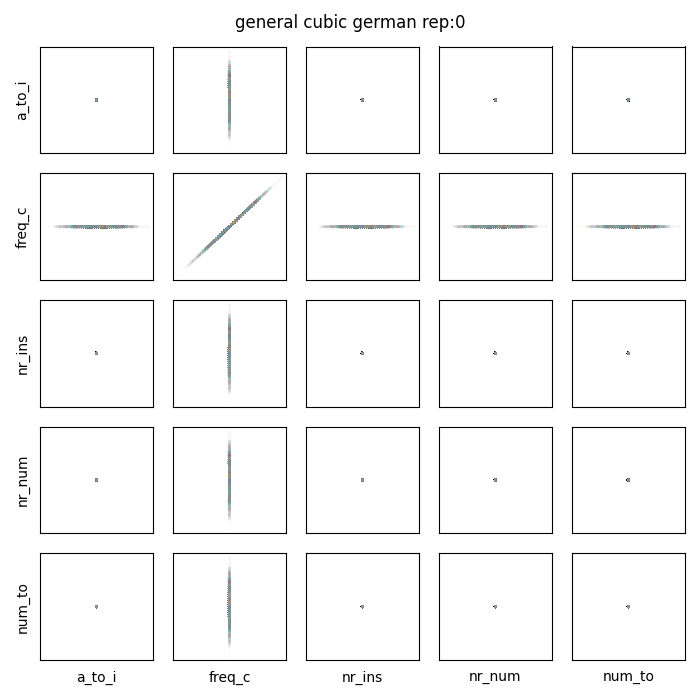 general cubic german rep:0
a_to_i
freq_c
nr_ins
nr_num
num_to
a_to_i
freq_c
nr_ins
nr_num
num_to